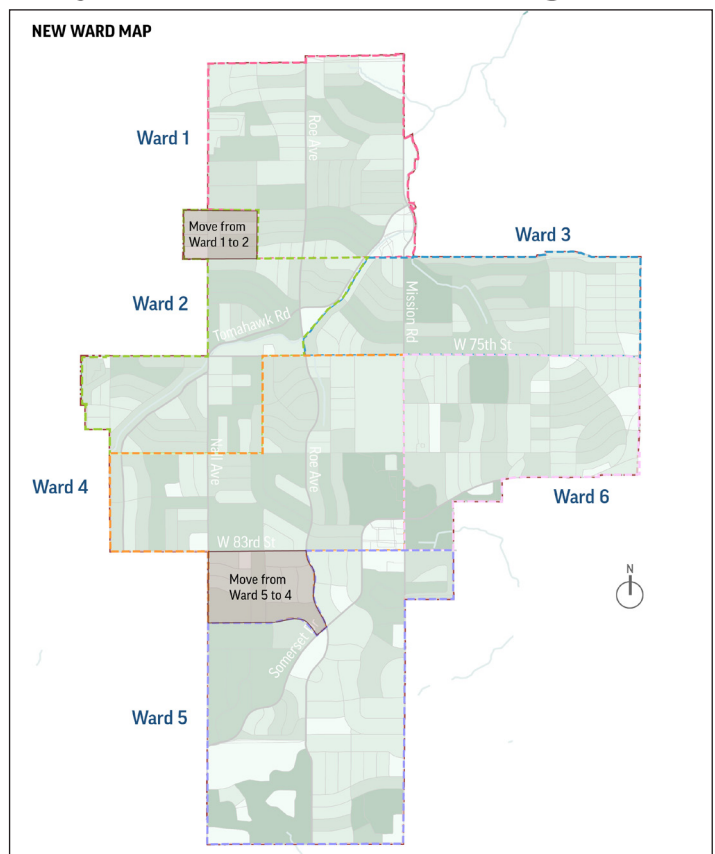 NEW WARD MAP
Ward 1
Roe Ave
Move from
Ward 1 to 2
Ward 3
Ward 2
Tomahawk Rd
Mission Rd
W 75th St
Nall Ave
Roe Ave
Ward 4
Ward 6
W 83rd St
Move from
Ward 5 to 4
N
Somerset
Ward 5